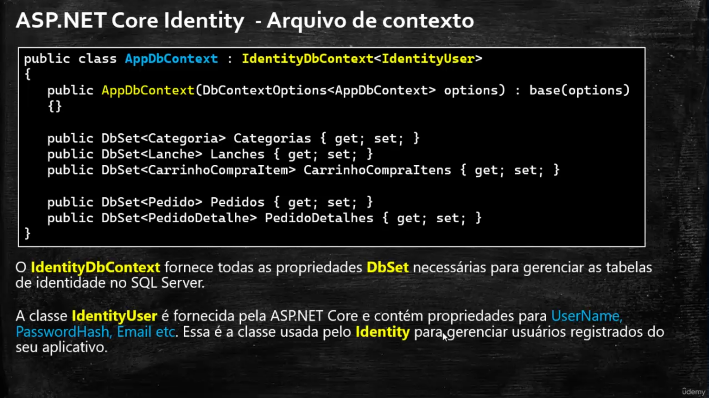 ASP.NET Core Identity - Arquivo de contexto
public class AppDbContext : IdentityDbContext<IdentityUser>
{
public AppDbContext(DbContextOptions<AppDbContext> options) : base(options)
{}
public DbSet<Categoria> Categorias { get; set; }
public DbSet<Lanche> Lanches { get; set; }
public DbSet<CarrinhoCompraItem> CarrinhoCompraItens { get; set; }
public DbSet<Pedido> Pedidos { get; set; }
public DbSet<PedidoDetalhe> PedidoDetalhes { get; set; }
}
O IdentityDbContext fornece todas as propriedades DbSet necessárias para gerenciar as tabelas
de identidade no SQL Server.
A classe IdentityUser é fornecida pela ASP.NET Core e contém propriedades para UserName,
PasswordHash, Email etc. Essa é a classe usada pelo Identity para gerenciar usuários registrados do
seu aplicativo.
ûdemy